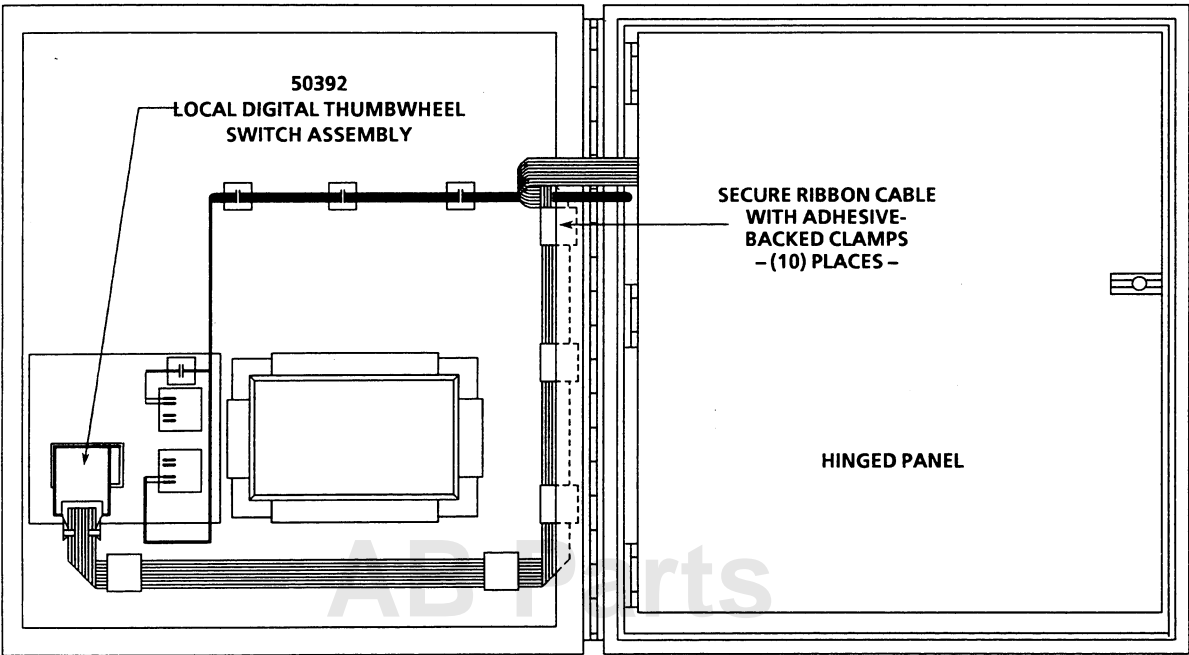 50392
LOCAL DIGITAL THUMBWHEEL
SWITCH ASSEMBLY
SECURE RIBBON CABLE
WITH ADHESIVE-
BACKED CLAMPS
– (10) PLACES –
HINGED PANEL
AB Parts